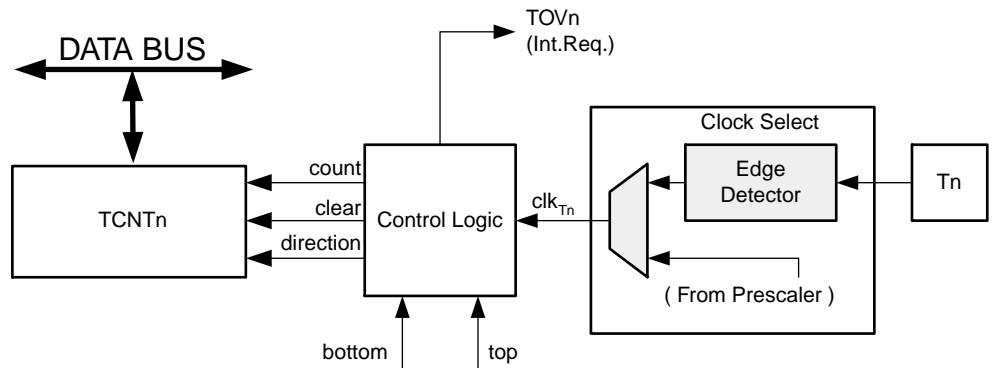 TOVn
(Int.Req.)
DATA BUS
Clock Select
count
Edge
Detector
Tn
TCNTn
clear
Control Logic
clkTn
direction
( From Prescaler )
bottom
top